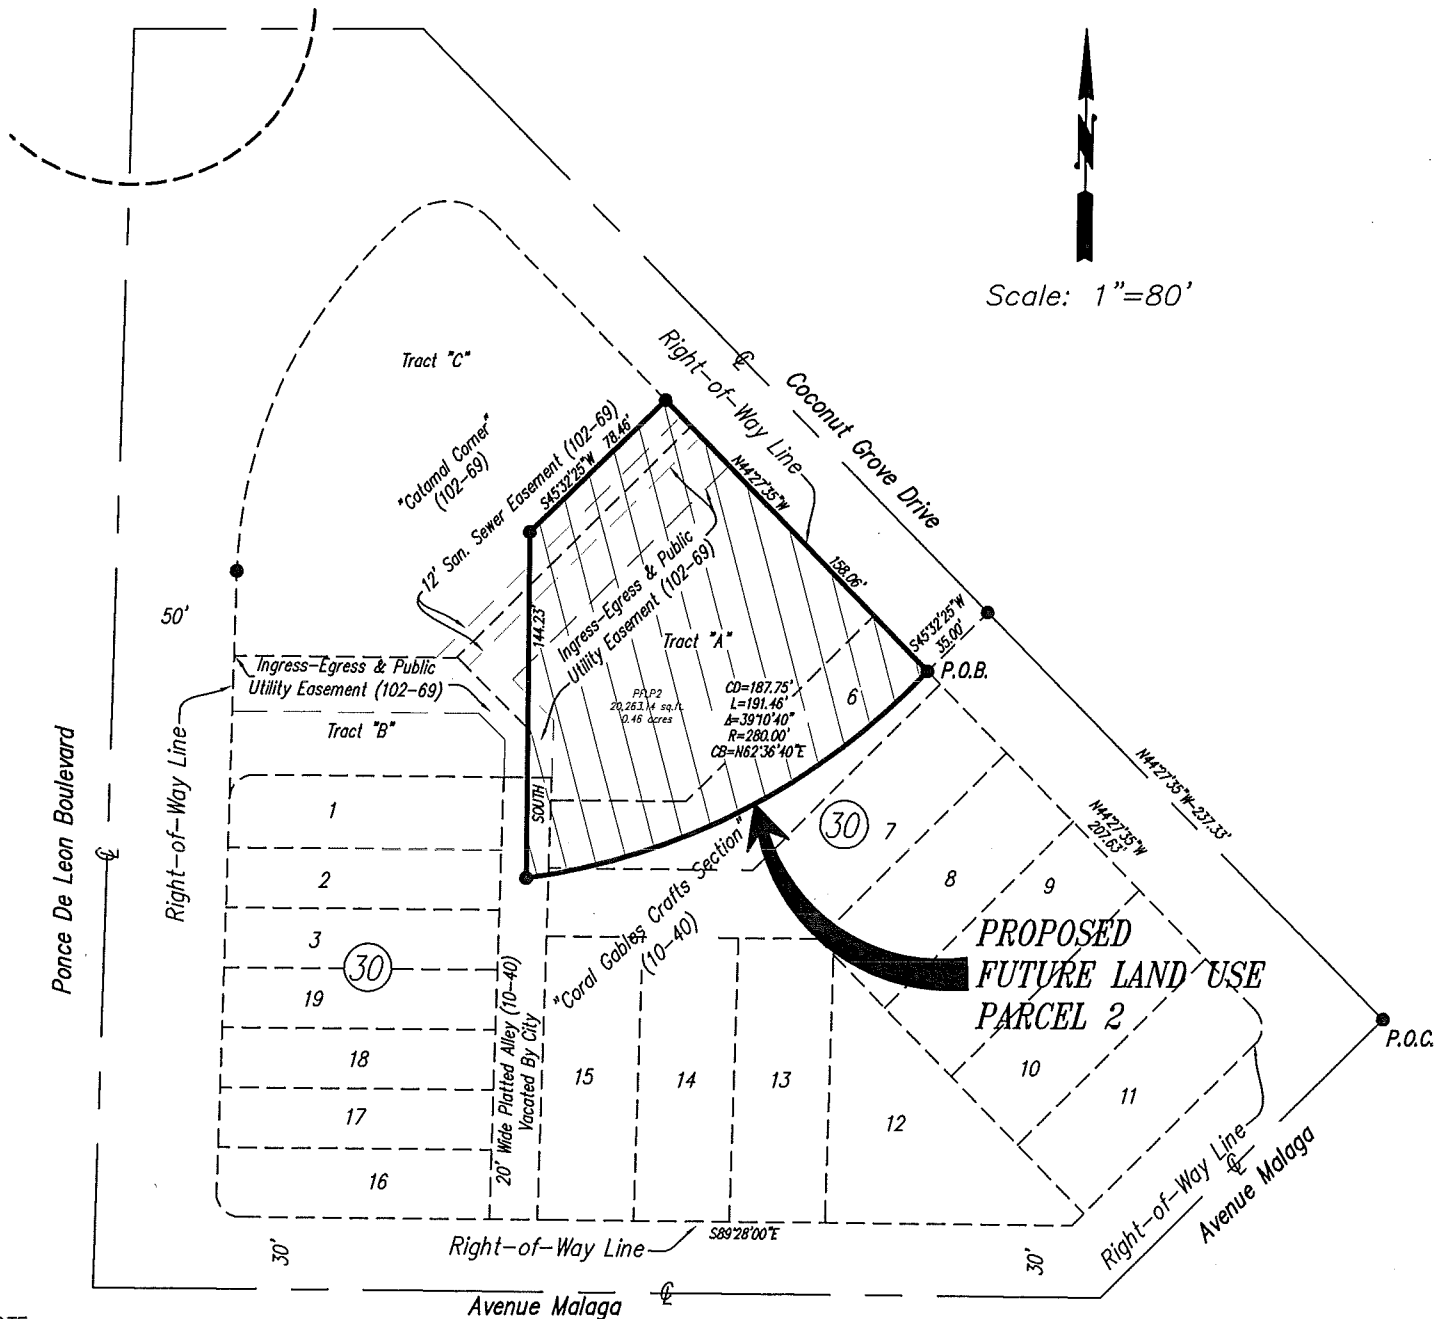 N
Scale: 1"=80'
Tract "C"
"Catamal Corner"
(102-69)
12' San. Sewer Easement (102-69)
S45°32'25"W 78.46'
Right-of-Way Line
℄
Coconut Grove Drive
N44°27'35"W
158.06'
S45°32'25"W
35.00'
P.O.B.
50'
Ingress-Egress & Public
Utility Easement (102-69)
144.23'
SOUTH
Ingress-Egress & Public
Utility Easement (102-69)
Tract "A"
6
20,263.14 sq.ft.
0.46 acres
CD=187.75'
L=191.46'
Δ=39°10'40"
R=280.00'
CB=N62°36'40"E
Tract "B"
Ponce De Leon Boulevard
℄
Right-of-Way Line
1
2
3
30
19
18
17
16
20' Wide Platted Alley (10-40)
Vacated By City
"Coral Gables Crafts Section"
(10-40)
30
7
8
9
10
11
12
13
14
15
N44°27'35"W
207.63'
N44°27'35"W-237.33'
PROPOSED
FUTURE LAND USE
PARCEL 2
P.O.C.
Right-of-Way Line
℄
Avenue Malaga
30'
Right-of-Way Line
S89°28'00"E
30'
Avenue Malaga
℄